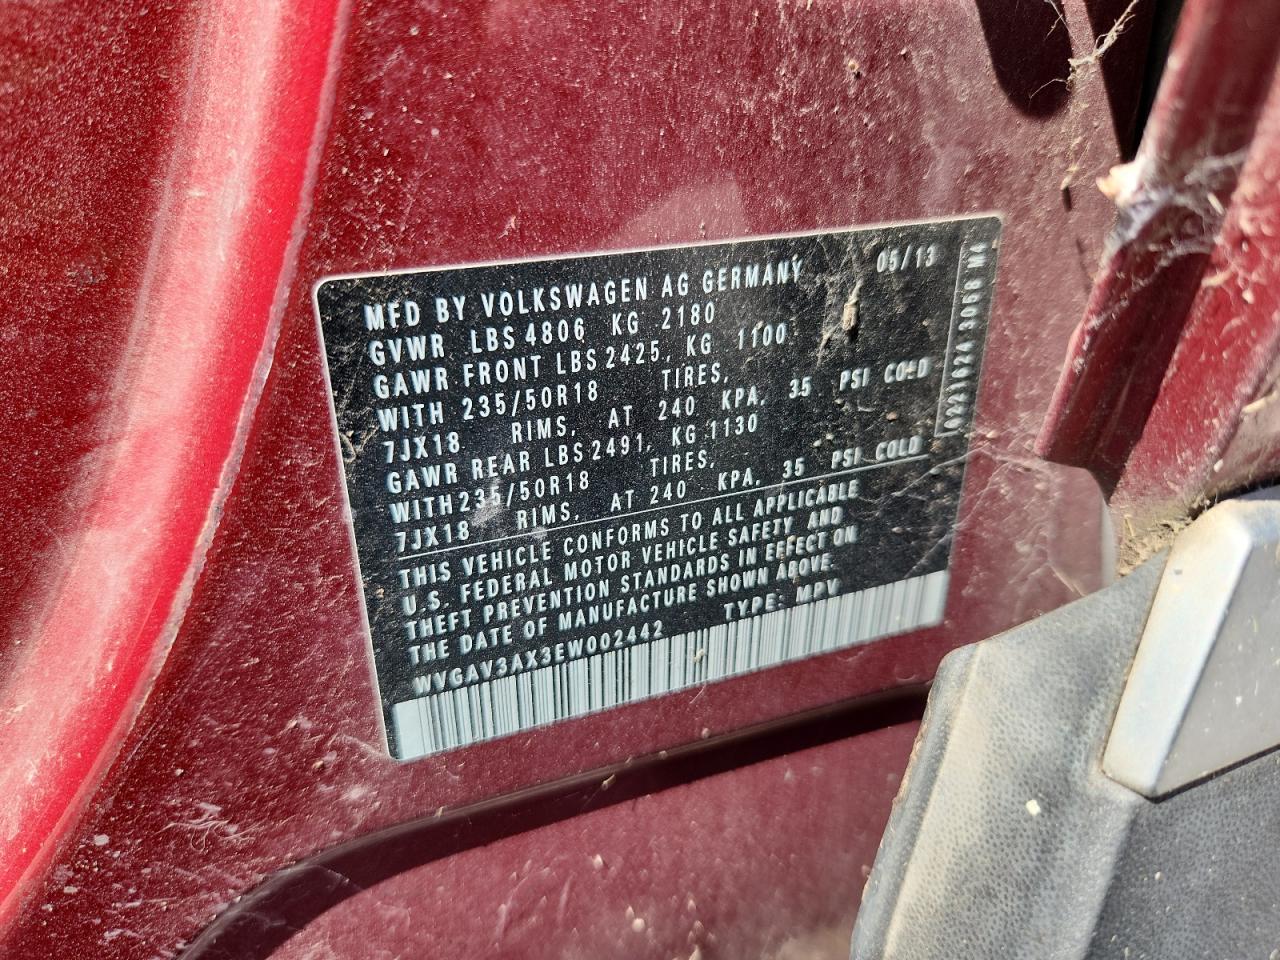 MFD BY VOLKSWAGEN AG GERMANY 05/13
GVWR LBS 4806 KG 2180
GAWR FRONT LBS 2425, KG 1100
WITH 235/50R18 TIRES,
7JX18 RIMS, AT 240 KPA, 35 PSI COLD
GAWR REAR LBS 2491, KG 1130
WITH 235/50R18 TIRES,
7JX18 RIMS, AT 240 KPA, 35 PSI COLD
THIS VEHICLE CONFORMS TO ALL APPLICABLE
U.S. FEDERAL MOTOR VEHICLE SAFETY AND
THEFT PREVENTION STANDARDS IN EFFECT ON
THE DATE OF MANUFACTURE SHOWN ABOVE.
WVGAV3AX3EW002442 TYPE: MPV